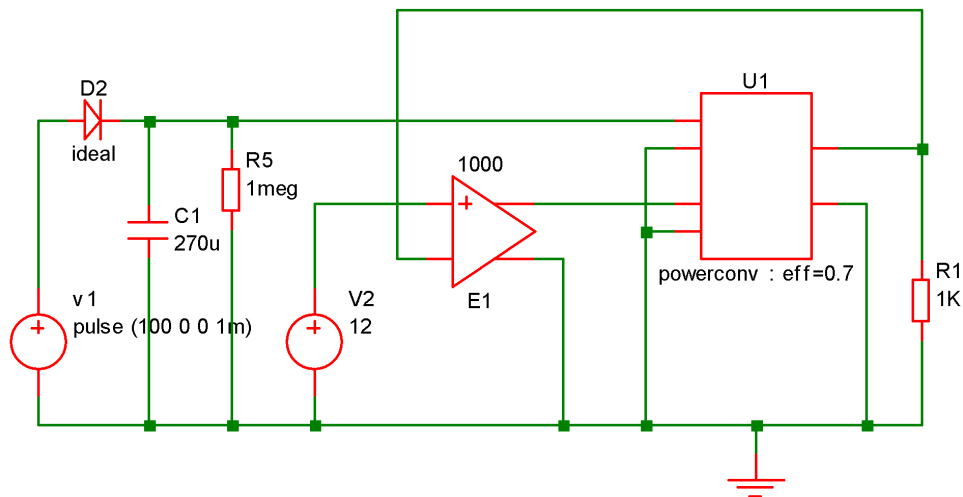 U1
D2
ideal
1000
R5
1meg
+
C1
270u
powerconv : eff=0.7
R1
1K
v1
pulse (100 0 0 1m)
+
V2
12
+
E1